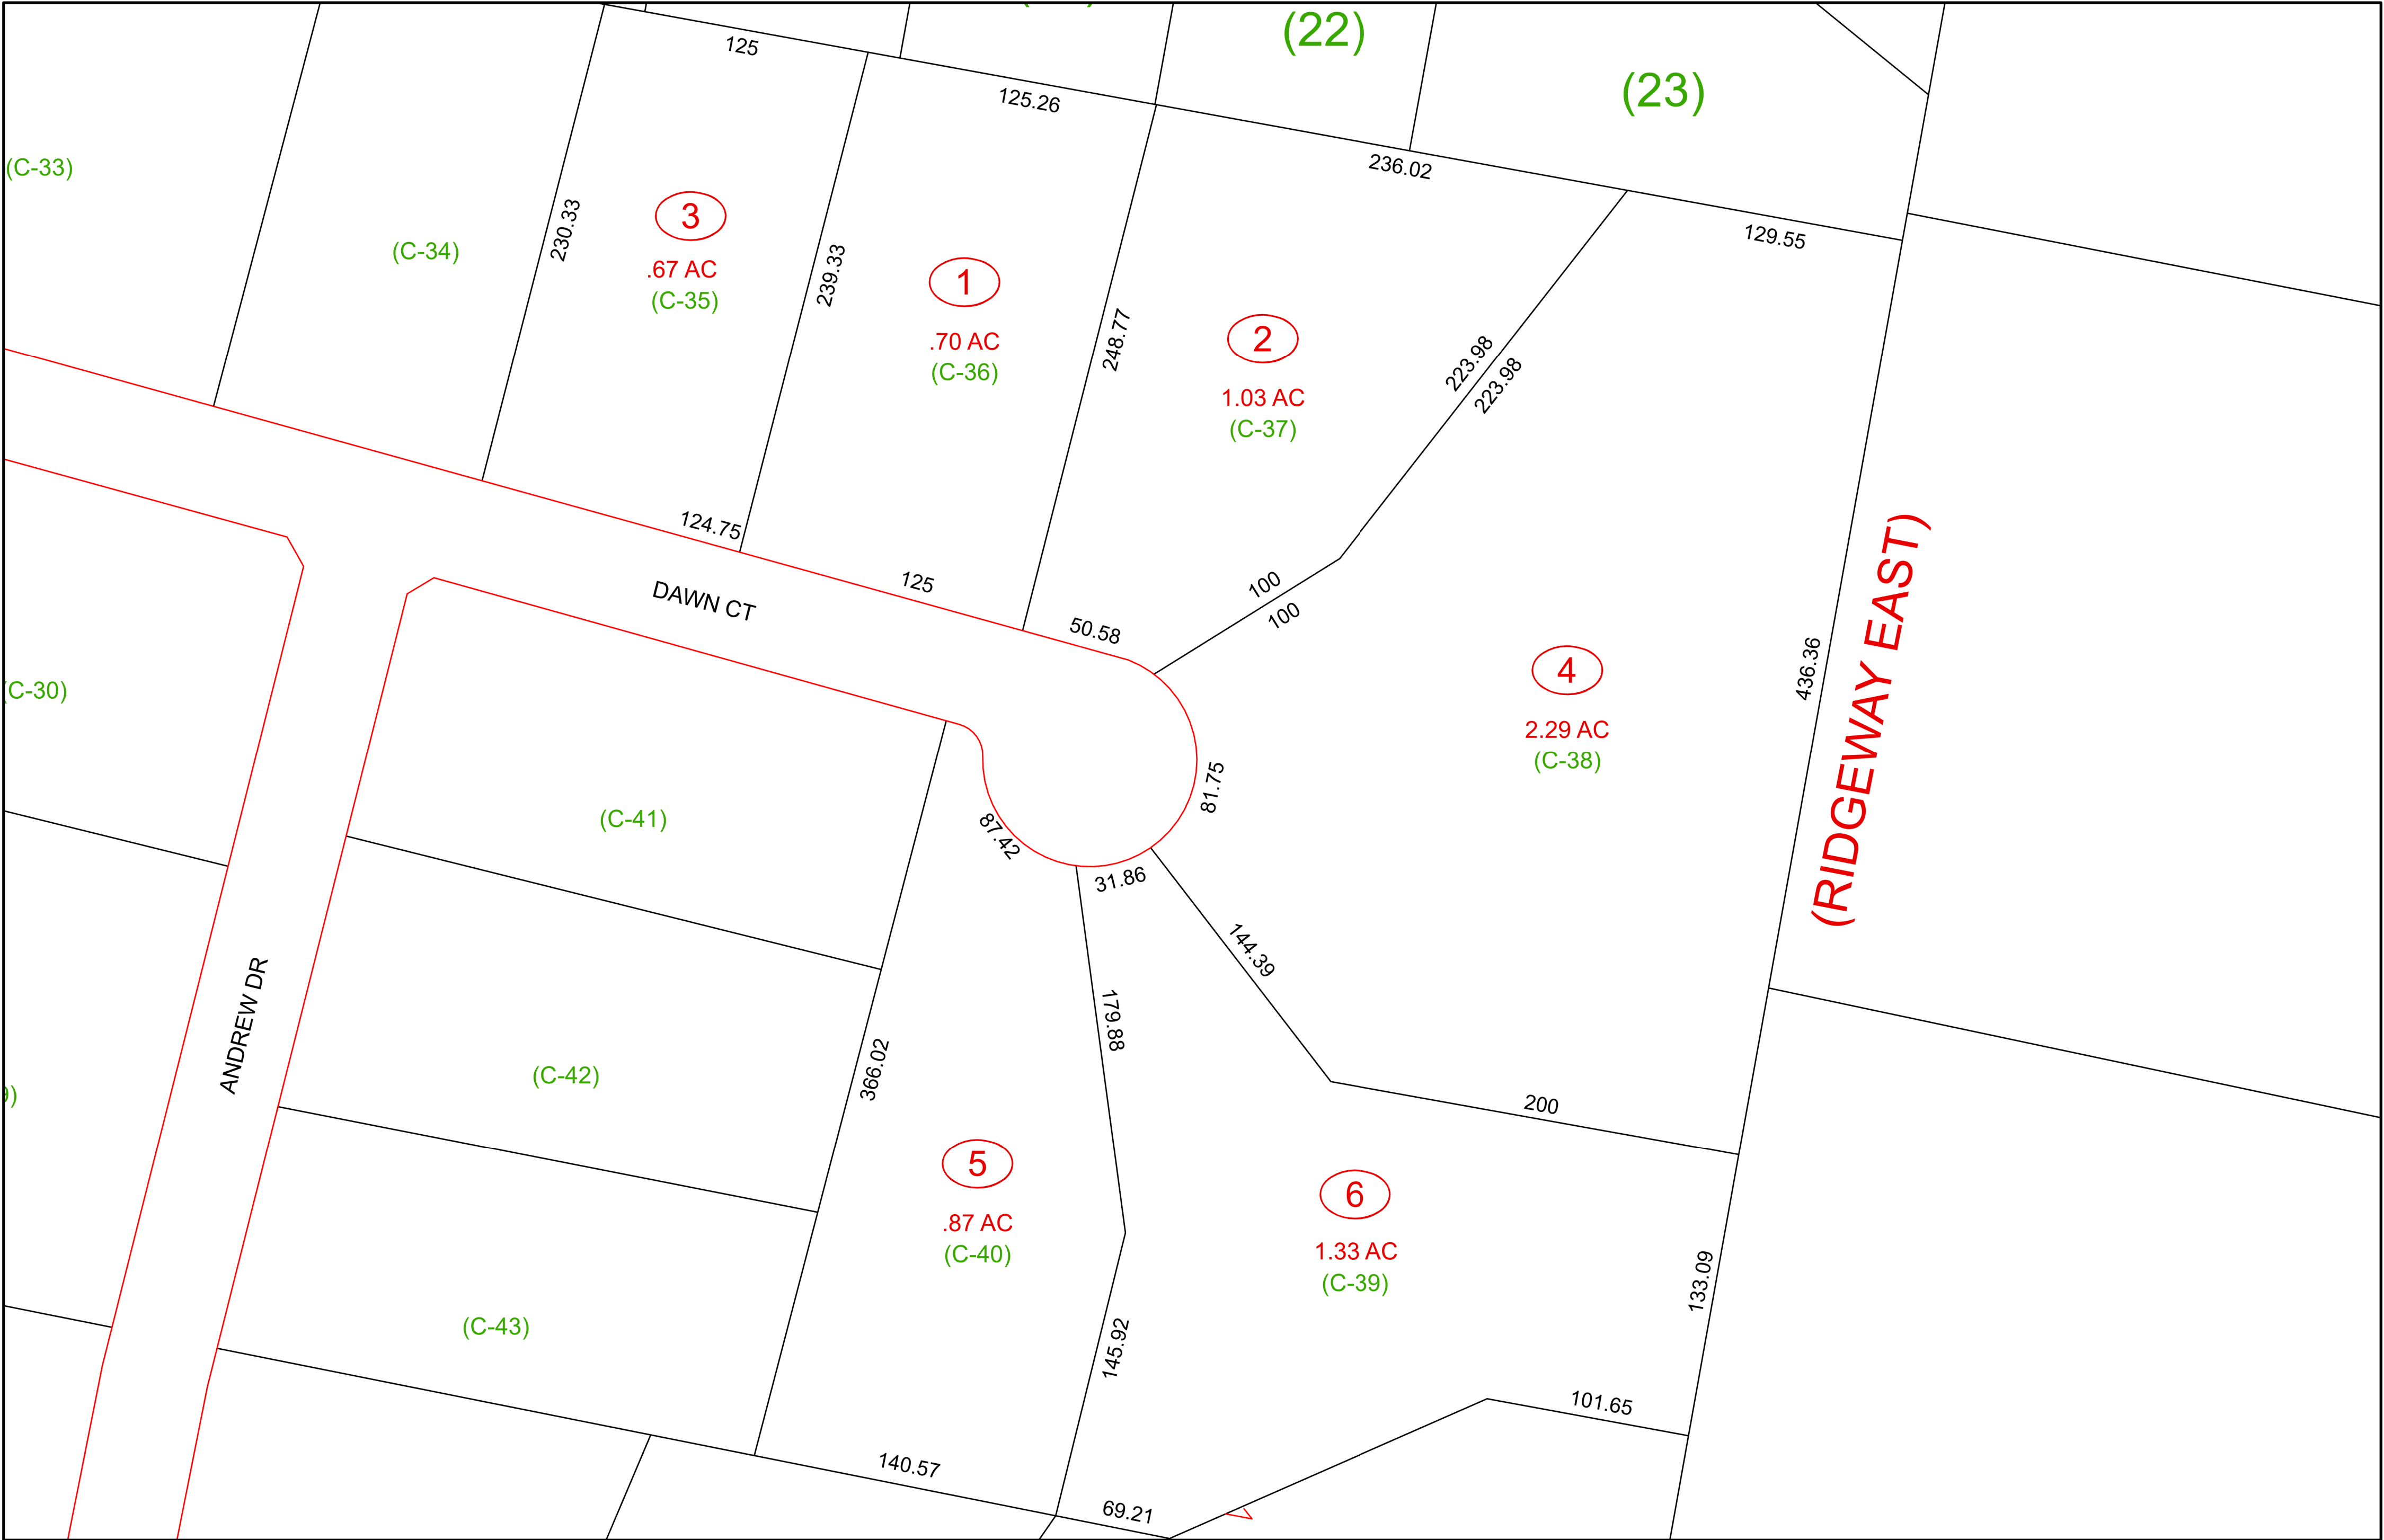 (22)
125
(23)
125.26
(C-33)
236.02
3
230.33
129.55
(C-34)
.67 AC
239.33
1
(C-35)
248.77
2
.70 AC
(C-36)
223.98
223.98
1.03 AC
(C-37)
124.75
125
100
DAWN CT
100
50.58
(RIDGEWAY EAST)
436.36
4
C-30)
2.29 AC
(C-38)
81.75
(C-41)
87.42
31.86
144.39
179.88
ANDREW DR
366.02
(C-42)
9)
200
5
6
.87 AC
(C-40)
1.33 AC
(C-39)
133.09
(C-43)
145.92
101.65
140.57
69.21